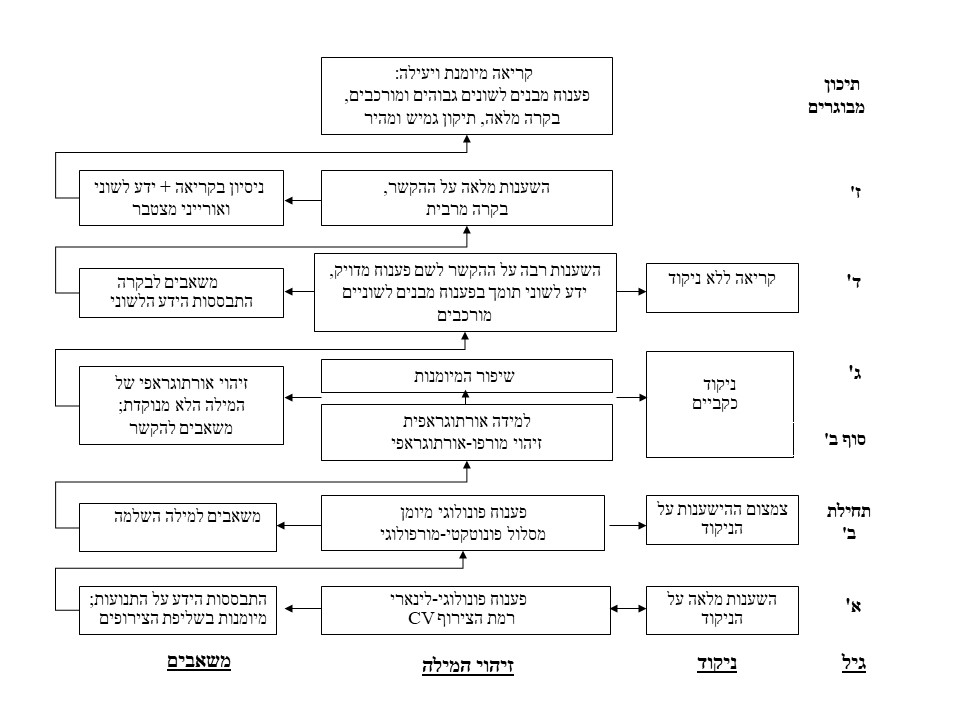 תיכון
מבוגרים
קריאה מיומנת ויעילה:
פענוח מבנים לשונים גבוהים ומורכבים,
בקרה מלאה, תיקון גמיש ומהיר
ז'
השענות מלאה על ההקשר,
בקרה מרבית
ניסיון בקריאה + ידע לשוני
ואורייני מצטבר
ד'
קריאה ללא ניקוד
השענות רבה על ההקשר לשם פענוח מדויק,
ידע לשוני תומך בפענוח מבנים לשוניים
מורכבים
משאבים לבקרה
התבססות הידע הלשוני
ג'
סוף ב'
ניקוד
כקביים
שיפור המיומנות
למידה אורתוגראפית
זיהוי מורפו-אורתוגראפי
זיהוי אורתוגראפי של
המילה הלא מנוקדת;
משאבים להקשר
תחילת
ב'
צמצום ההישענות על
הניקוד
פענוח פונולוגי מיומן
מסלול פונוטקטי-מורפולוגי
משאבים למילה השלמה
א'
השענות מלאה על
הניקוד
פענוח פונולוגי-לינארי
רמת הצירוף CV
התבססות הידע על התנועות;
מיומנות בשליפת הצירופים
גיל
ניקוד
זיהוי המילה
משאבים